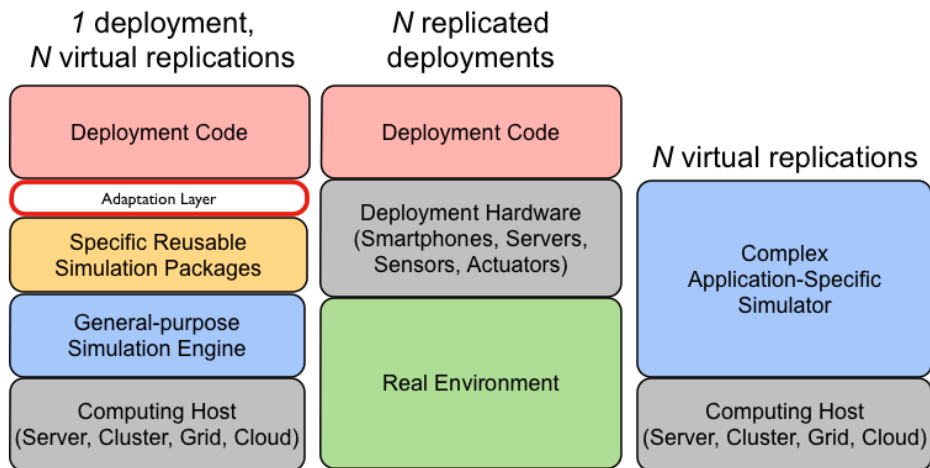 1 deployment,
N virtual replications
Deployment Code
Adaptation Layer
Specific Reusable
Simulation Packages
General-purpose
Simulation Engine
Computing Host
(Server, Cluster, Grid, Cloud)
N replicated
deployments
Deployment Code
Deployment Hardware
(Smartphones, Servers,
Sensors, Actuators)
Real Environment
N virtual replications
Complex
Application-Specific
Simulator
Computing Host
(Server, Cluster, Grid, Cloud)